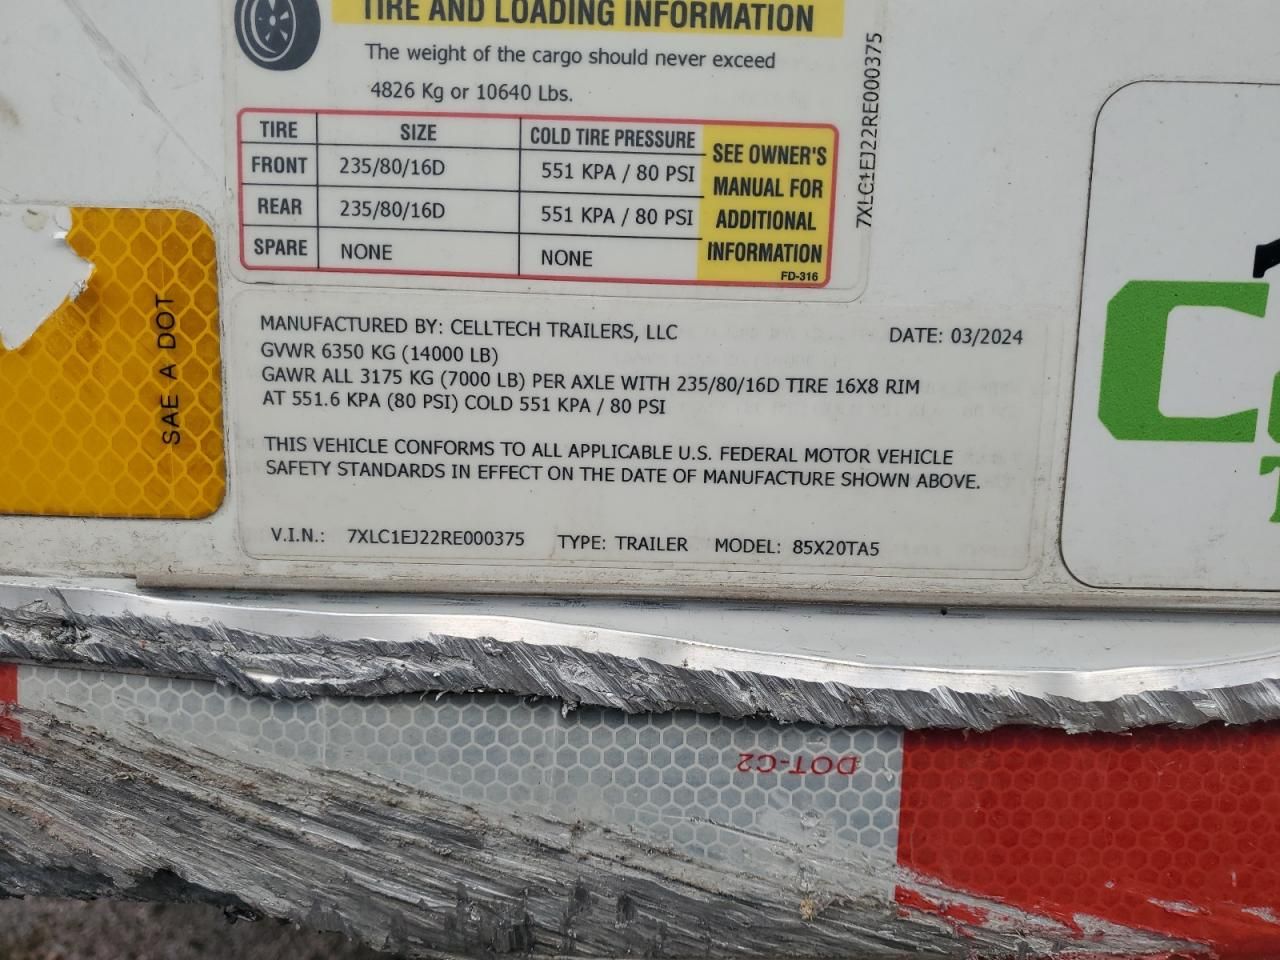 TIRE AND LOADING INFORMATION
The weight of the cargo should never exceed
4826 Kg or 10640 Lbs.
TIRE SIZE COLD TIRE PRESSURE
FRONT 235/80/16D 551 KPA / 80 PSI
REAR 235/80/16D 551 KPA / 80 PSI
SPARE NONE NONE
SEE OWNER'S
MANUAL FOR
ADDITIONAL
INFORMATION
FD-316
7XLC1EJ22RE000375
SAE A DOT
MANUFACTURED BY: CELLTECH TRAILERS, LLC DATE: 03/2024
GVWR 6350 KG (14000 LB)
GAWR ALL 3175 KG (7000 LB) PER AXLE WITH 235/80/16D TIRE 16X8 RIM
AT 551.6 KPA (80 PSI) COLD 551 KPA / 80 PSI
THIS VEHICLE CONFORMS TO ALL APPLICABLE U.S. FEDERAL MOTOR VEHICLE
SAFETY STANDARDS IN EFFECT ON THE DATE OF MANUFACTURE SHOWN ABOVE.
V.I.N.: 7XLC1EJ22RE000375 TYPE: TRAILER MODEL: 85X20TA5
DOT-C2